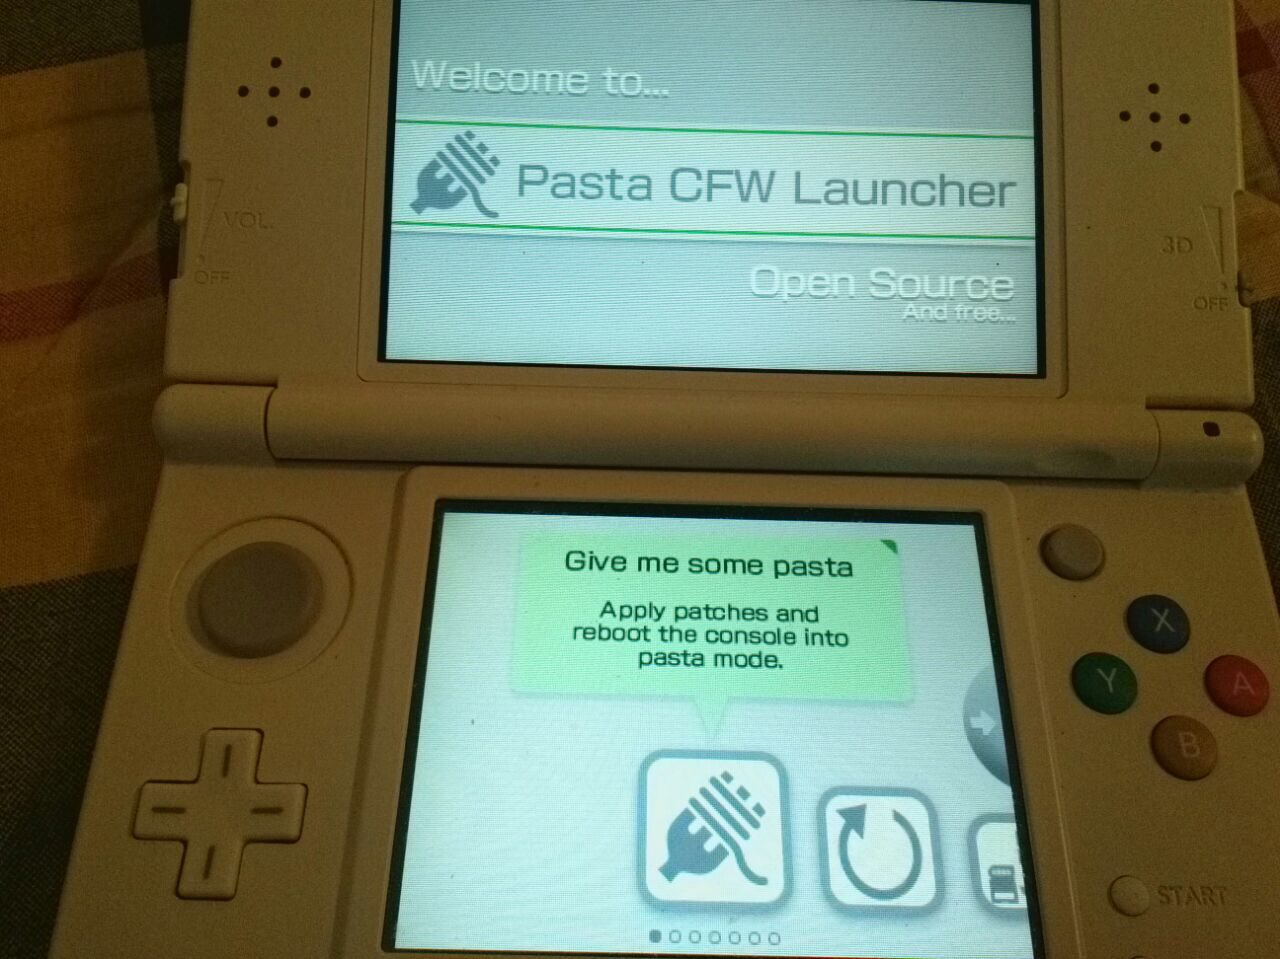 Welcome to...
Pasta CFW Launcher
Open Source
And free...
VOL.
OFF
3D
OFF
Give me some pasta
Apply patches and
reboot the console into
pasta mode.
X
Y
A
B
START